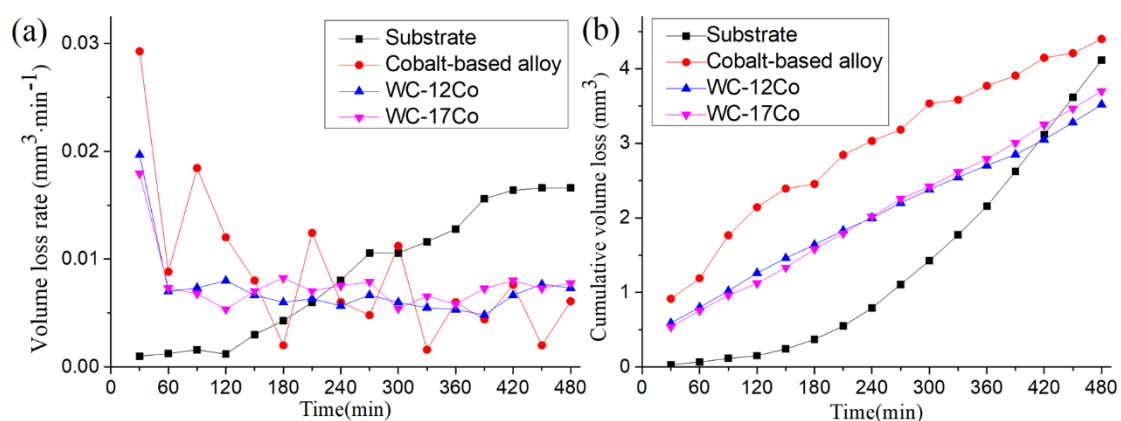 (a)
Volume loss rate (mm³·min⁻¹)
0.03
0.02
0.01
0.00
Substrate
Cobalt-based alloy
WC-12Co
WC-17Co
0 60 120 180 240 300 360 420 480
Time(min)
(b)
Cumulative volume loss (mm³)
4
3
2
1
0
Substrate
Cobalt-based alloy
WC-12Co
WC-17Co
0 60 120 180 240 300 360 420 480
Time(min)